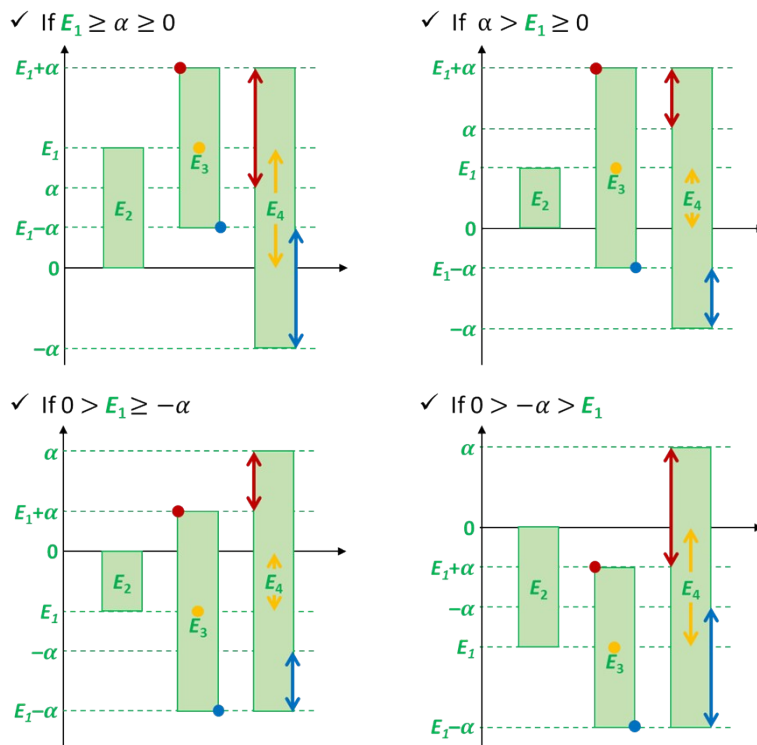 ✓ If E₁ ≥ α ≥ 0
E₁+α
E₁
α
E₁−α
0
−α
E₂
E₃
E₄
✓ If α > E₁ ≥ 0
E₁+α
α
E₁
0
E₁−α
−α
E₂
E₃
E₄
✓ If 0 > E₁ ≥ −α
α
E₁+α
0
E₁
−α
E₁−α
E₂
E₃
E₄
✓ If 0 > −α > E₁
α
0
E₁+α
−α
E₁
E₁−α
E₂
E₃
E₄